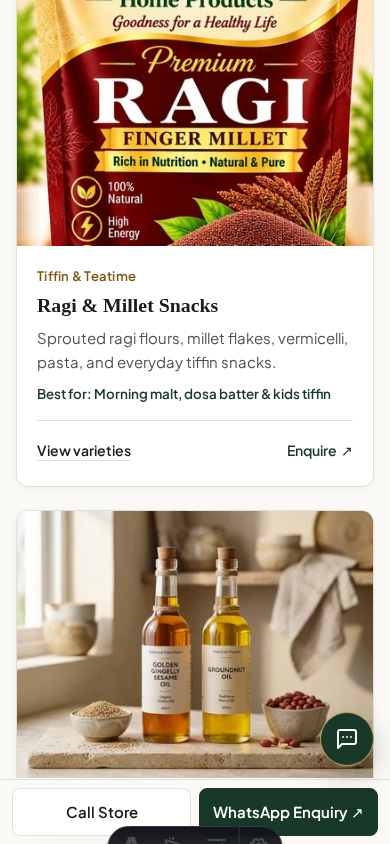 Home Products
Goodness for a Healthy Life
Premium
RAGI
FINGER MILLET
Rich in Nutrition • Natural & Pure
100%
Natural
High
Energy
Tiffin & Teatime
Ragi & Millet Snacks
Sprouted ragi flours, millet flakes, vermicelli,
pasta, and everyday tiffin snacks.
Best for: Morning malt, dosa batter & kids tiffin
View varieties
Enquire ↗
GOLDEN
GINGELLY
SESAME
OIL
GROUNDNUT
OIL
Call Store
WhatsApp Enquiry ↗